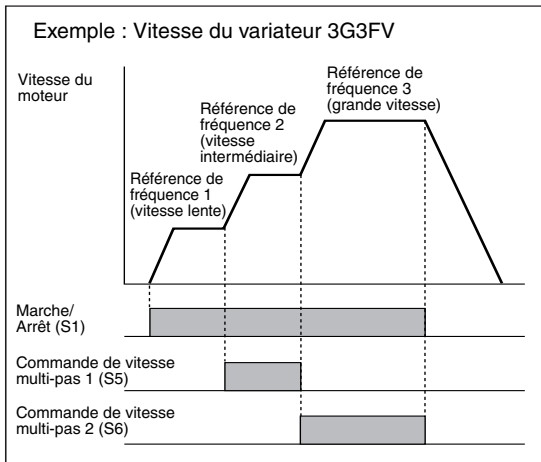 Exemple : Vitesse du variateur 3G3FV
Vitesse du
moteur
Référence de
fréquence 3
(grande vitesse)
Référence de
fréquence 2
(vitesse
intermédiaire)
Référence de
fréquence 1
(vitesse lente)
Marche/
Arrêt (S1)
Commande de vitesse
multi-pas 1 (S5)
Commande de vitesse
multi-pas 2 (S6)